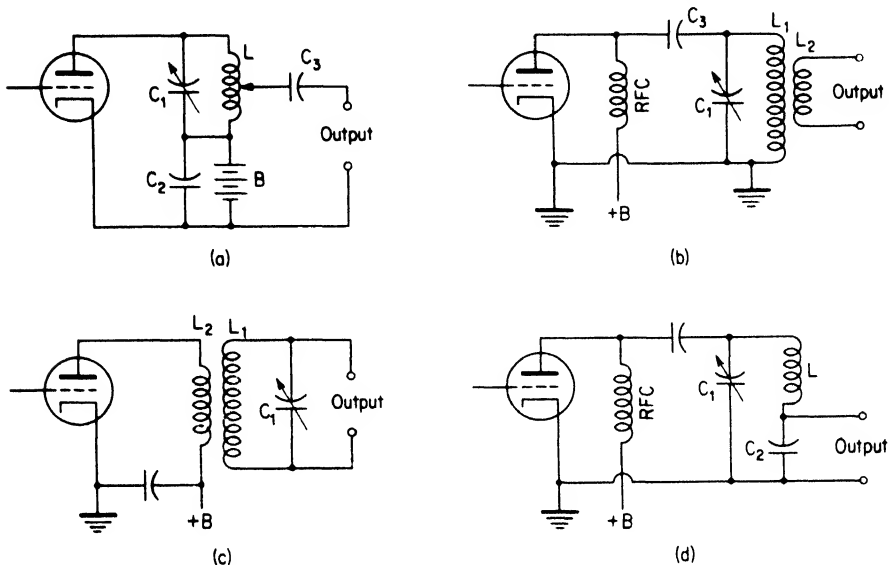 L
C3
C1
Output
C2
B
(a)
C3
L1
L2
RFC
C1
Output
+B
(b)
L2
L1
C1
Output
+B
(c)
RFC
C1
L
C2
Output
+B
(d)